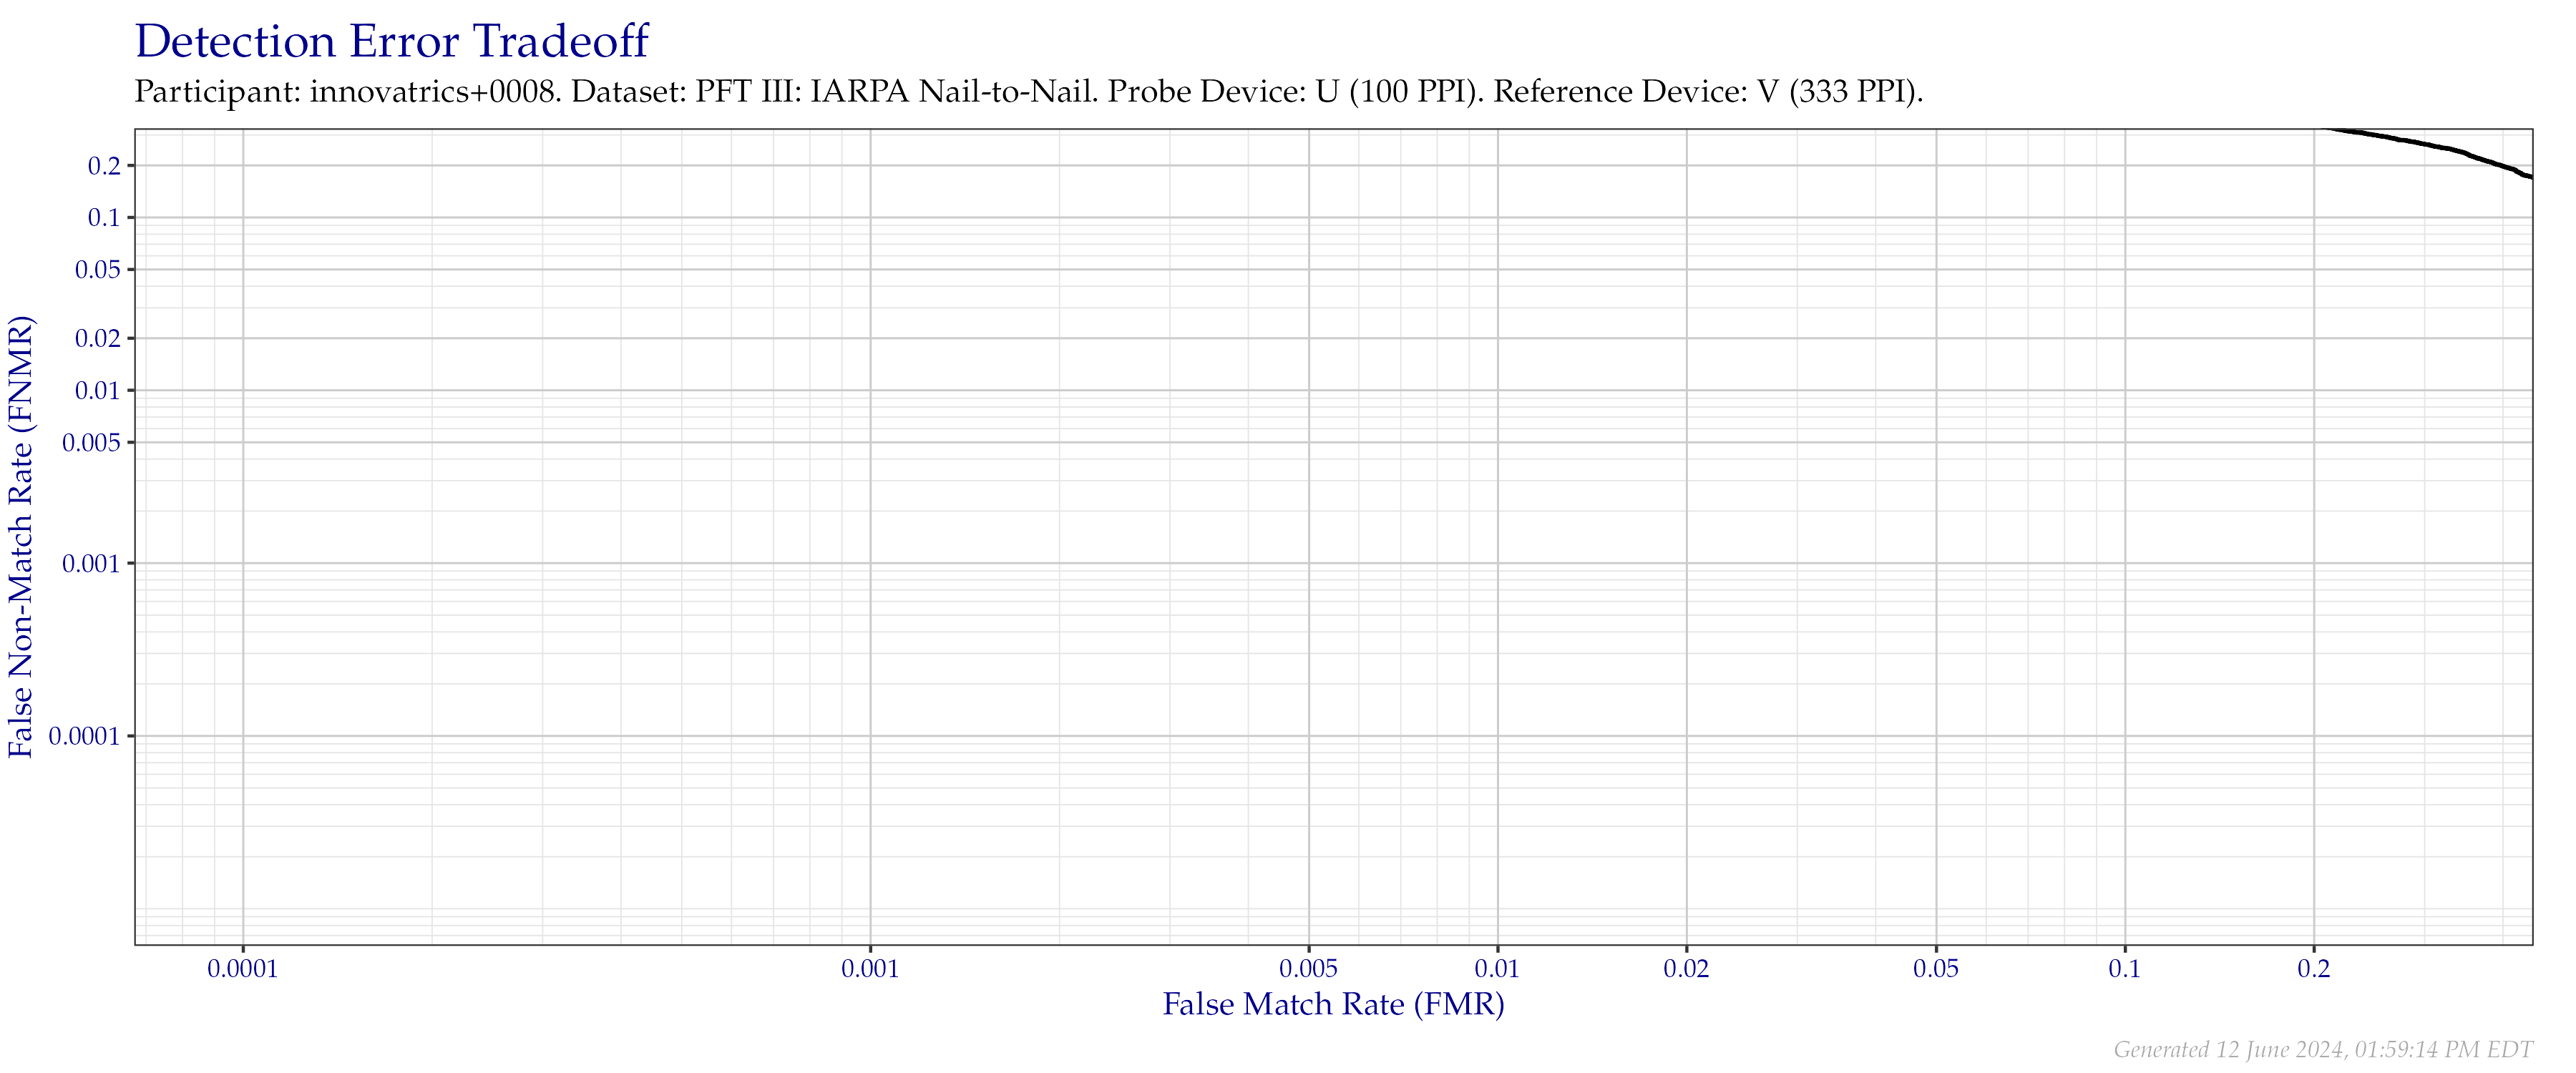 Detection Error Tradeoff
Participant: innovatrics+0008. Dataset: PFT III: IARPA Nail-to-Nail. Probe Device: U (100 PPI). Reference Device: V (333 PPI).
False Non-Match Rate (FNMR)
0.2
0.1
0.05
0.02
0.01
0.005
0.001
0.0001
0.0001 0.001 0.005 0.01 0.02 0.05 0.1 0.2
False Match Rate (FMR)
Generated 12 June 2024, 01:59:14 PM EDT